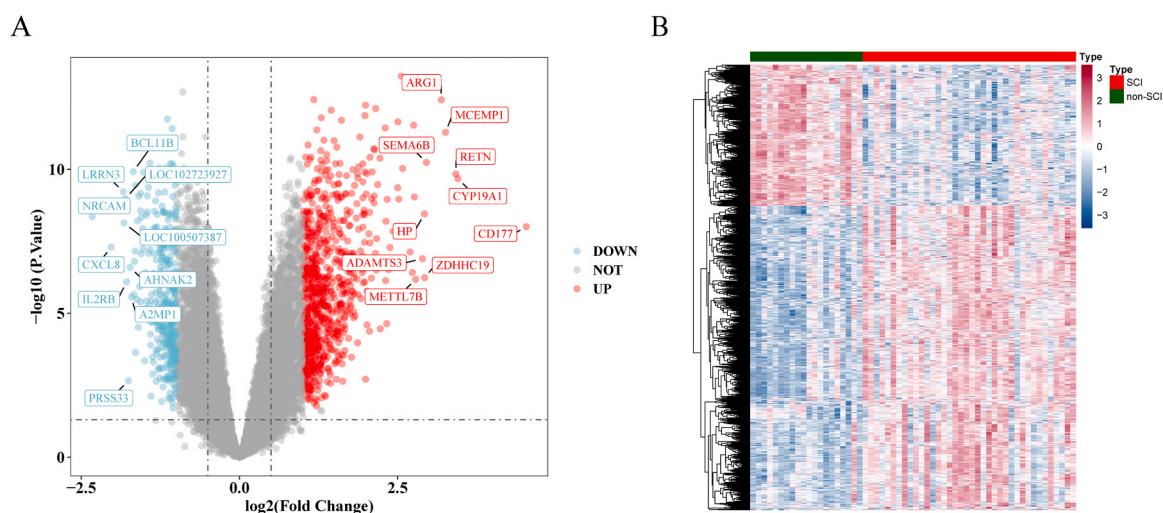 A
B
ARG1
MCEMP1
BCL11B
SEMA6B
RETN
LRRN3
LOC102723927
CYP19A1
NRCAM
HP
CD177
LOC100507387
CXCL8
ADAMTS3
ZDHHC19
AHNAK2
METTL7B
IL2RB
A2MP1
PRSS33
10
5
0
−log10 (P.Value)
−2.5
0.0
2.5
log2(Fold Change)
DOWN
NOT
UP
Type
3
2
1
0
−1
−2
−3
Type
SCI
non-SCI